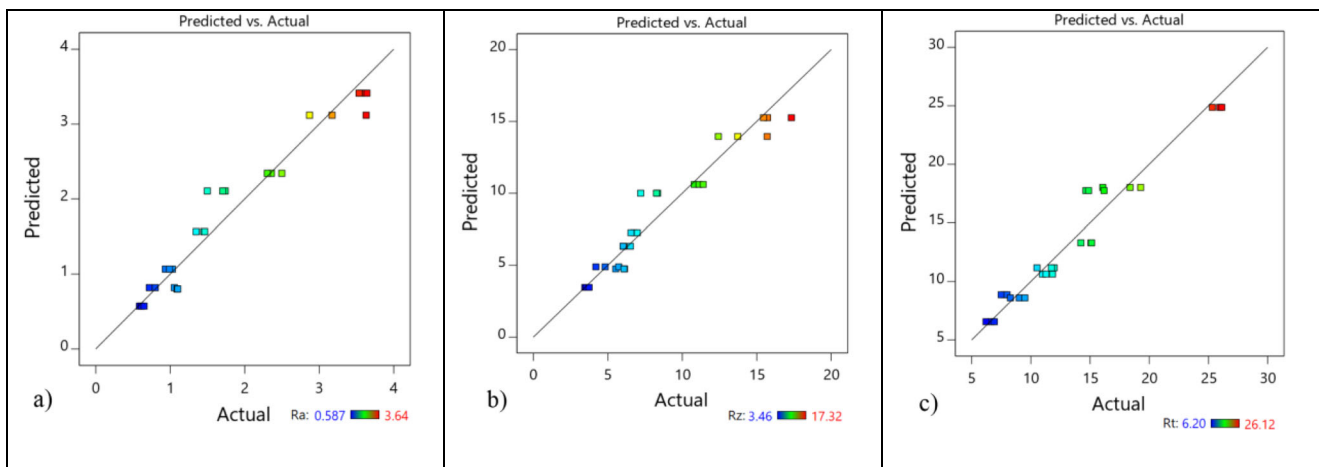 Predicted vs. Actual
4
3
2
1
0
Predicted
0 1 2 3 4
Actual
a)
Ra: 0.587 3.64
Predicted vs. Actual
20
15
10
5
0
Predicted
0 5 10 15 20
Actual
b)
Rz: 3.46 17.32
Predicted vs. Actual
30
25
20
15
10
5
Predicted
5 10 15 20 25 30
Actual
c)
Rt: 6.20 26.12